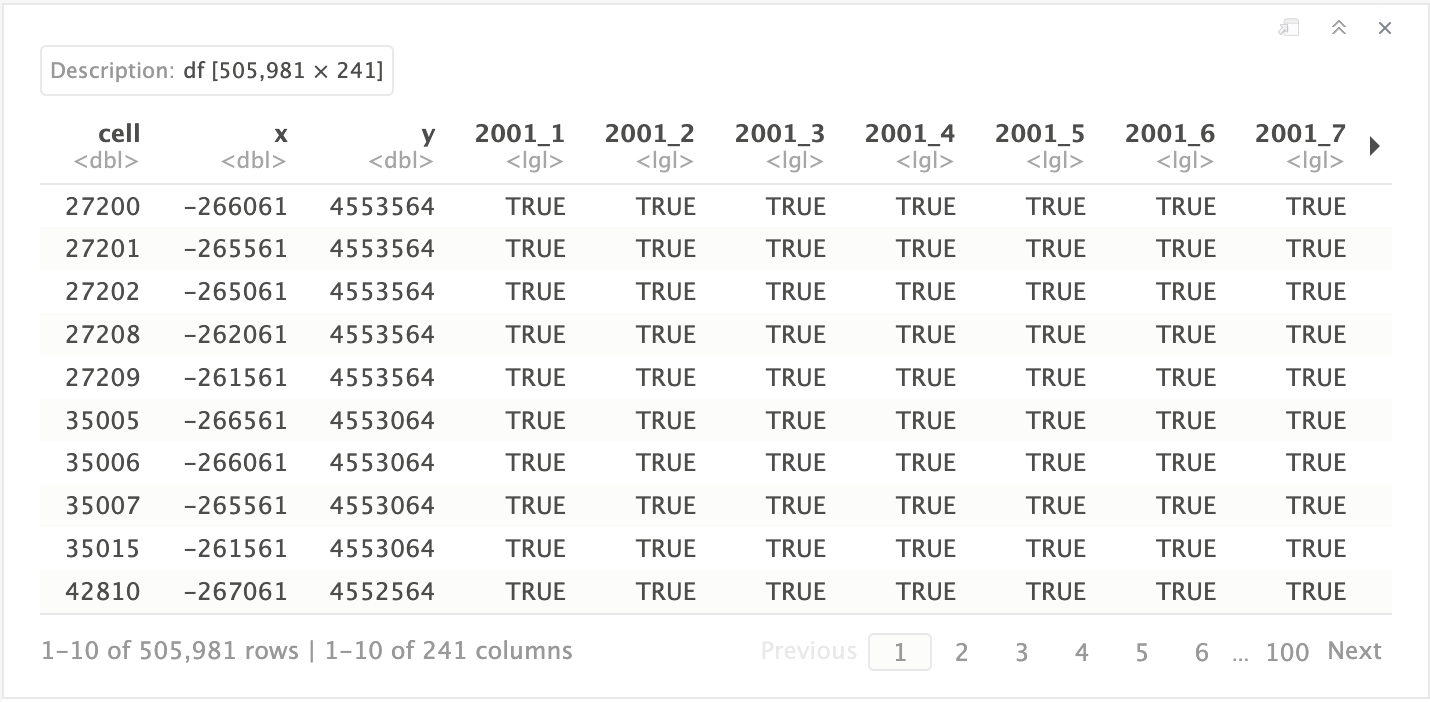 Description: df [505,981 × 241]
cell x y 2001_1 2001_2 2001_3 2001_4 2001_5 2001_6 2001_7
<dbl> <dbl> <dbl> <lgl> <lgl> <lgl> <lgl> <lgl> <lgl> <lgl>
27200 -266061 4553564 TRUE TRUE TRUE TRUE TRUE TRUE TRUE
27201 -265561 4553564 TRUE TRUE TRUE TRUE TRUE TRUE TRUE
27202 -265061 4553564 TRUE TRUE TRUE TRUE TRUE TRUE TRUE
27208 -262061 4553564 TRUE TRUE TRUE TRUE TRUE TRUE TRUE
27209 -261561 4553564 TRUE TRUE TRUE TRUE TRUE TRUE TRUE
35005 -266561 4553064 TRUE TRUE TRUE TRUE TRUE TRUE TRUE
35006 -266061 4553064 TRUE TRUE TRUE TRUE TRUE TRUE TRUE
35007 -265561 4553064 TRUE TRUE TRUE TRUE TRUE TRUE TRUE
35015 -261561 4553064 TRUE TRUE TRUE TRUE TRUE TRUE TRUE
42810 -267061 4552564 TRUE TRUE TRUE TRUE TRUE TRUE TRUE
1-10 of 505,981 rows | 1-10 of 241 columns Previous 1 2 3 4 5 6 ... 100 Next